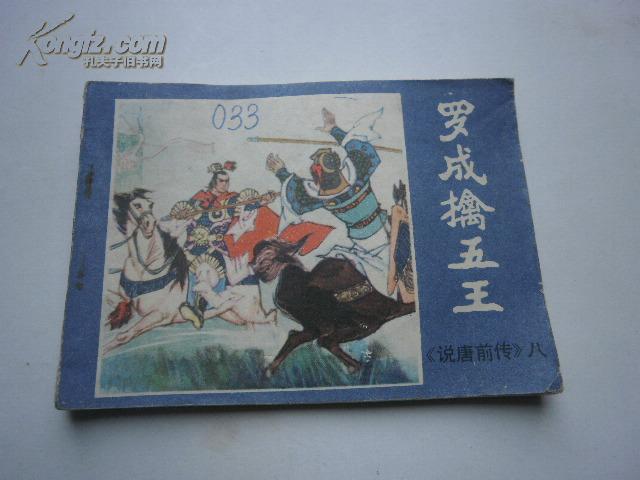 Kongfz.com
孔夫子旧书网
033
罗成擒五王
《说唐前传》八